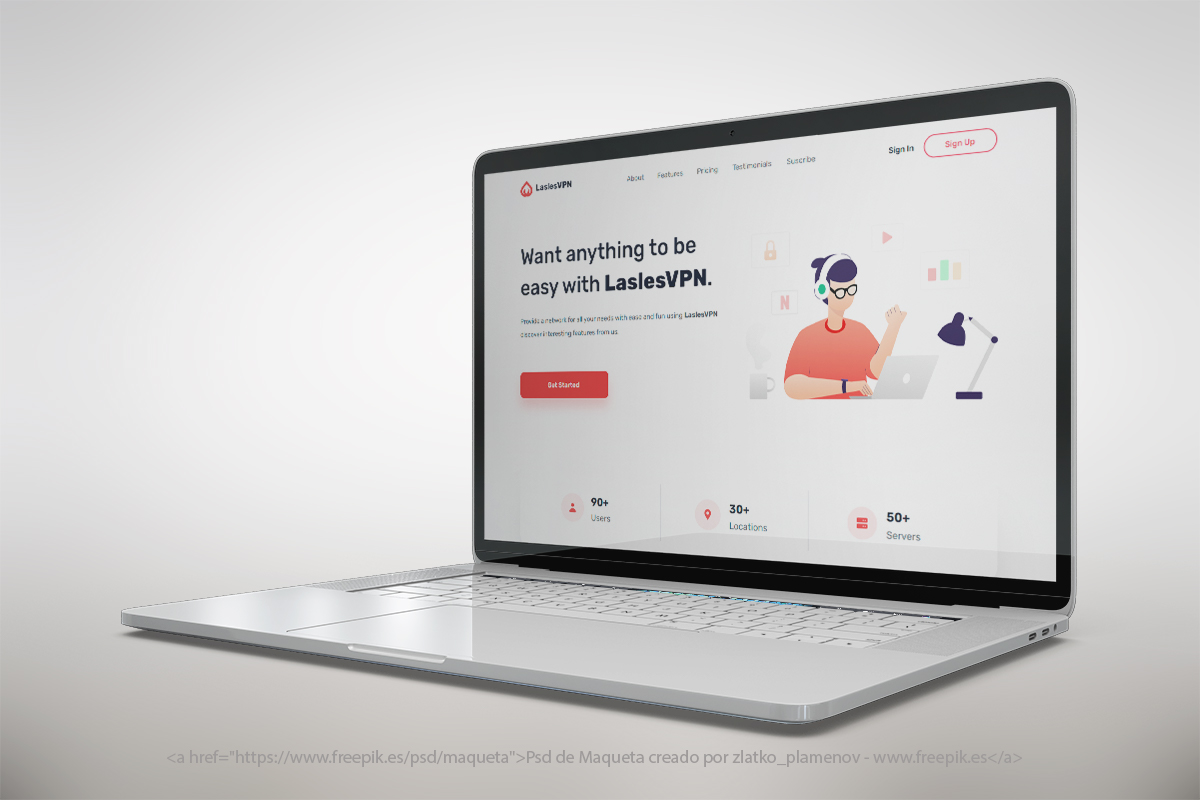 LaslesVPN
About Features Pricing Testimonials Suscribe
Sign In Sign Up
Want anything to be
easy with LaslesVPN.
Provide a network for all your needs with ease and fun using LaslesVPN
discover interesting features from us.
Get Started
N
90+
Users
30+
Locations
50+
Servers
<a href="https://www.freepik.es/psd/maqueta">Psd de Maqueta creado por zlatko_plamenov - www.freepik.es</a>